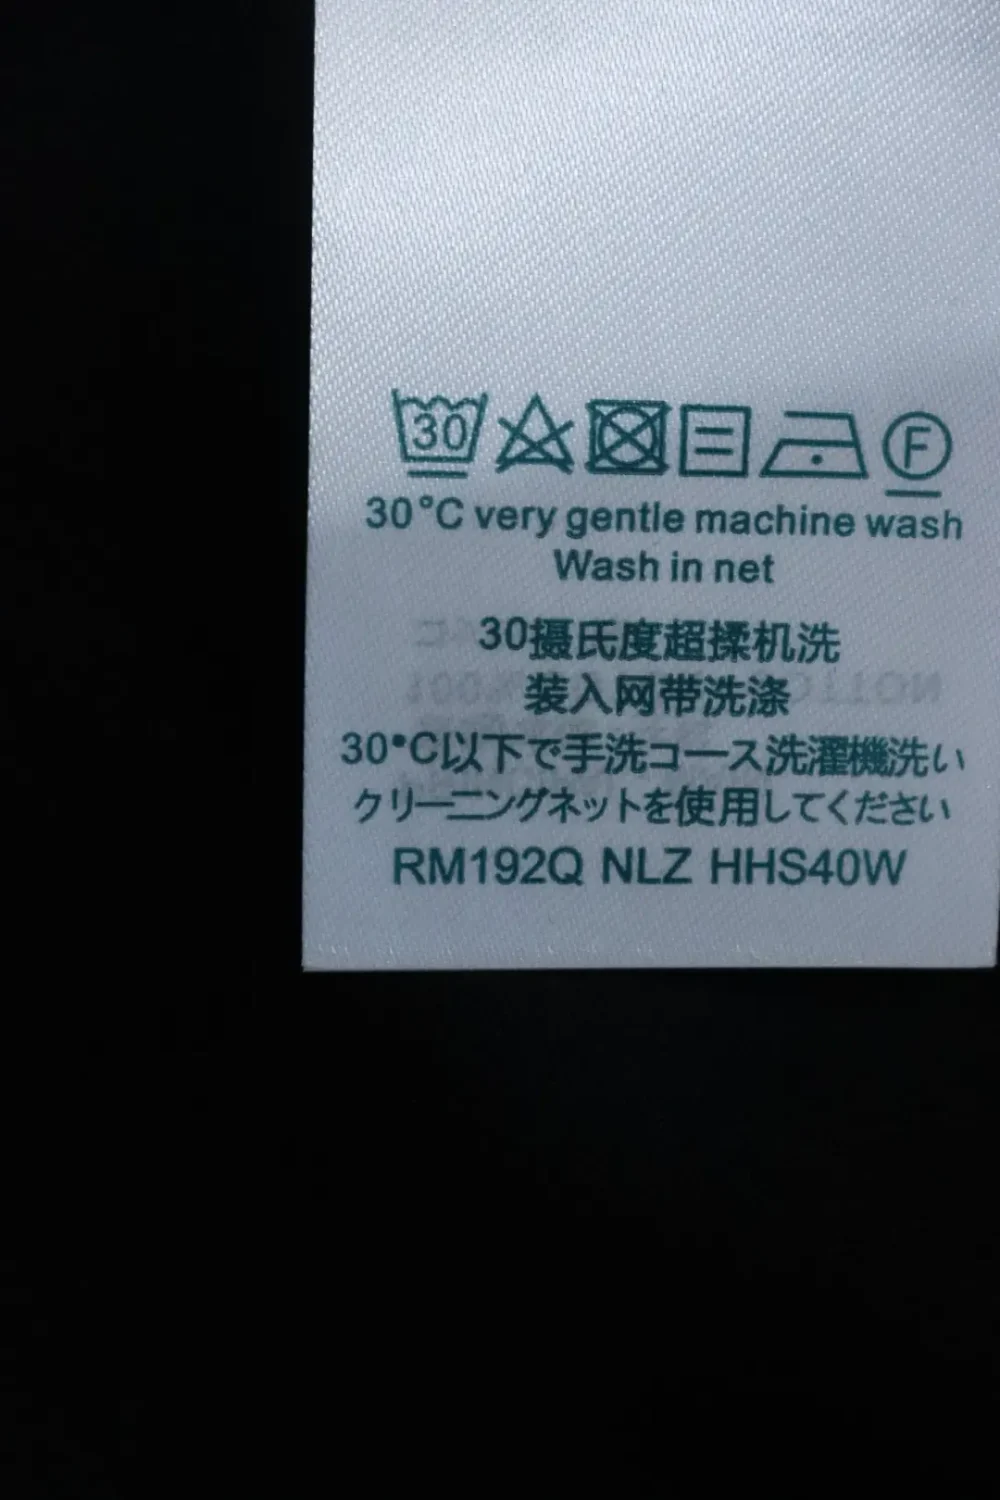 30
F
30°C very gentle machine wash
Wash in net
30摄氏度超揉机洗
装入网带洗涤
30°C以下で手洗コース洗濯機洗い
クリーニングネットを使用してください
RM192Q NLZ HHS40W